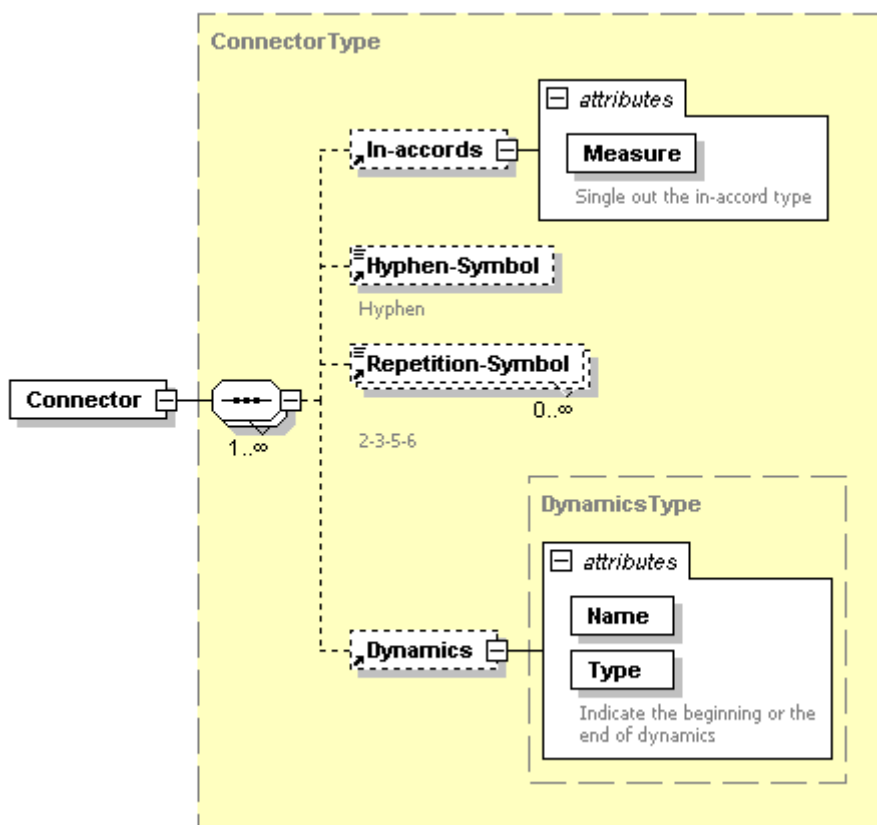 ConnectorType
attributes
In-accords
Measure
Single out the in-accord type
Hyphen-Symbol
Hyphen
Repetition-Symbol
0..∞
Connector
1..∞
2-3-5-6
DynamicsType
attributes
Name
Dynamics
Type
Indicate the beginning or the
end of dynamics